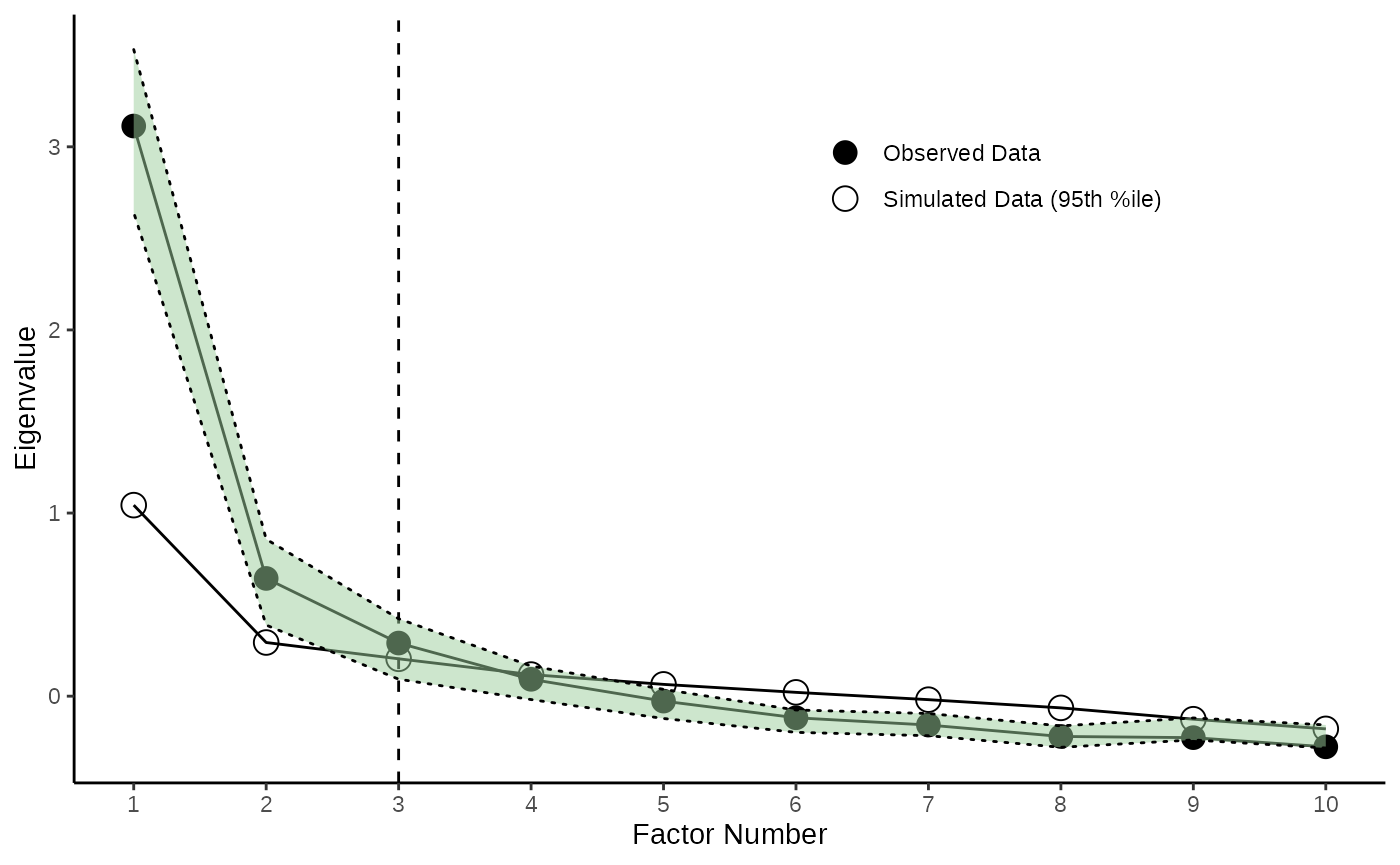 3
2
1
0
Eigenvalue
Observed Data
Simulated Data (95th %ile)
1 2 3 4 5 6 7 8 9 10
Factor Number